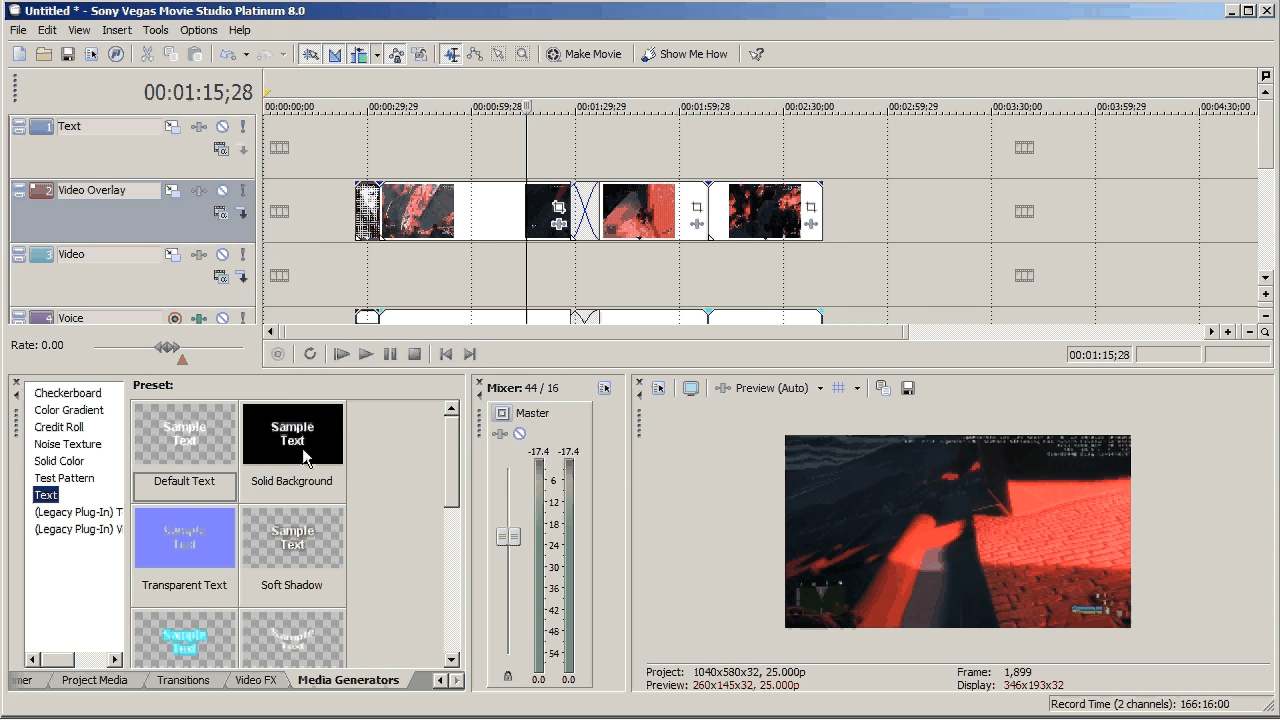 Untitled * - Sony Vegas Movie Studio Platinum 8.0
File Edit View Insert Tools Options Help
Make Movie Show Me How
00:01:15;28
00:00:00;00 00:00:29;29 00:00:59;28 00:01:29;29 00:01:59;28 00:02:30;00 00:02:59;29 00:03:30;00 00:03:59;29 00:04:30;00
1 Text
2 Video Overlay
3 Video
4 Voice
Rate: 0.00
00:01:15;28
Checkerboard
Color Gradient
Credit Roll
Noise Texture
Solid Color
Test Pattern
Text
(Legacy Plug-In) T
(Legacy Plug-In) V
Preset:
Sample
Text
Default Text
Sample
Text
Solid Background
Sample
Text
Transparent Text
Sample
Text
Soft Shadow
Sample
Text
Sample
Text
mer Project Media Transitions Video FX Media Generators
Mixer: 44 / 16
Master
-17.4 -17.4
6
12
18
24
30
36
42
48
54
0.0 0.0
Preview (Auto)
Project: 1040x580x32, 25.000p
Preview: 260x145x32, 25.000p
Frame: 1,899
Display: 346x193x32
Record Time (2 channels): 166:16:00